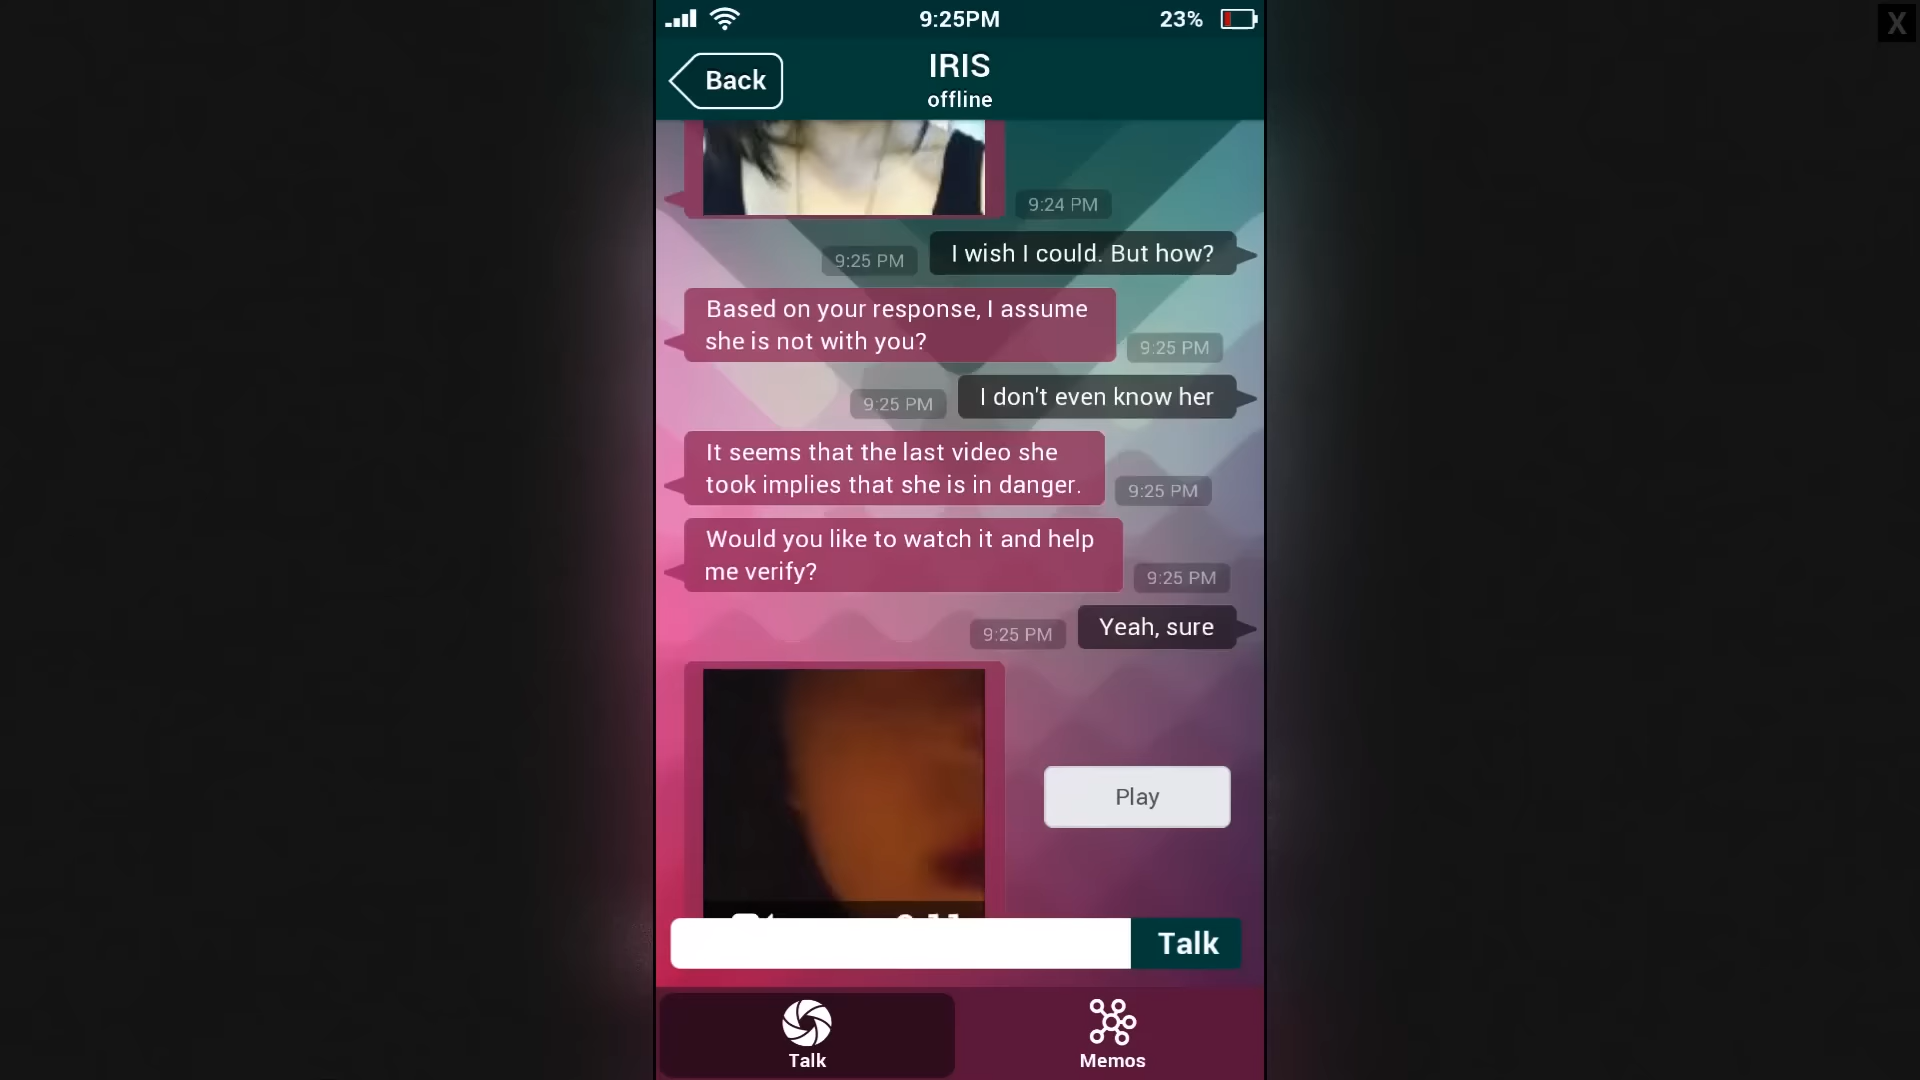 9:25PM
23%
X
Back
IRIS
offline
9:24 PM
9:25 PM
I wish I could. But how?
Based on your response, I assume
she is not with you?
9:25 PM
9:25 PM
I don't even know her
It seems that the last video she
took implies that she is in danger.
9:25 PM
Would you like to watch it and help
me verify?
9:25 PM
9:25 PM
Yeah, sure
Play
Talk
Talk
Memos